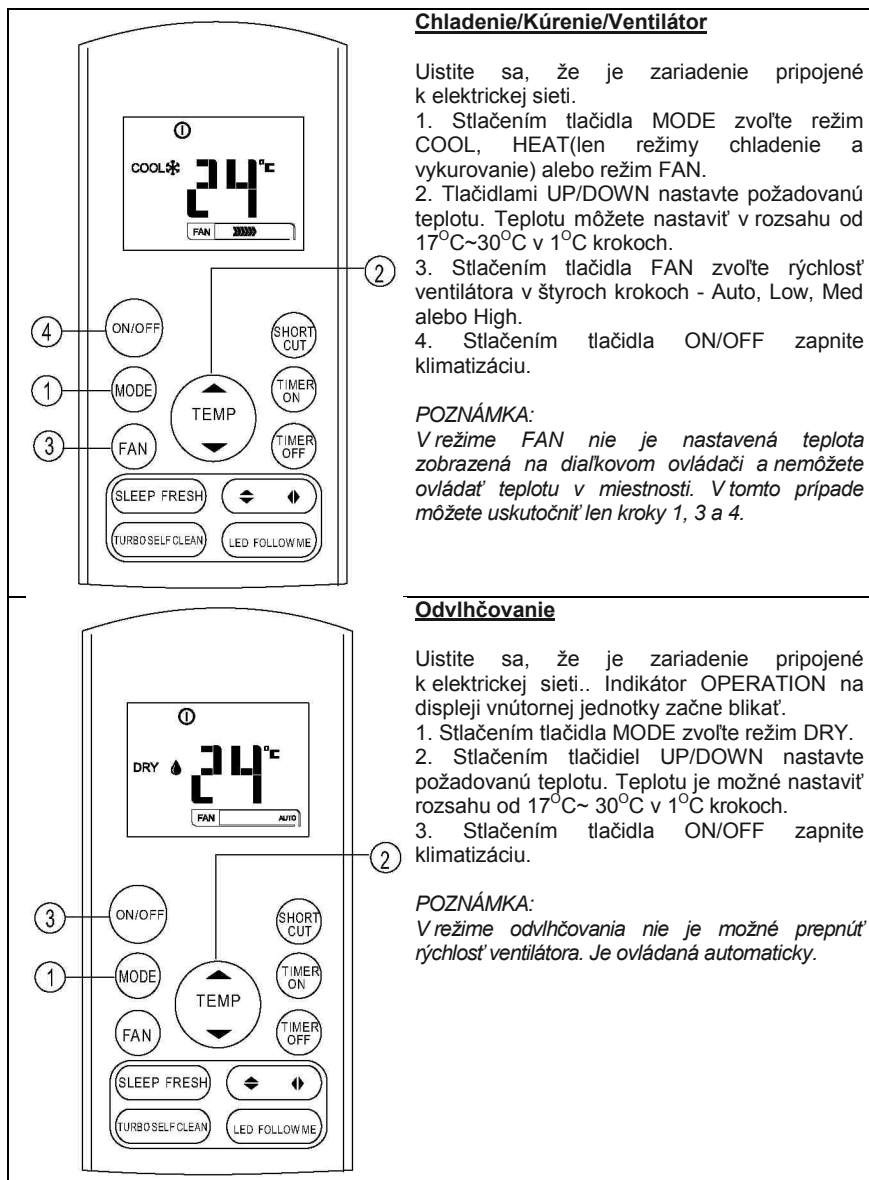 Chladenie/Kúrenie/Ventilátor
Uistite sa, že je zariadenie pripojené
k elektrickej sieti.
1. Stlačením tlačidla MODE zvoľte režim
COOL, HEAT(len režimy chladenie a
vykurovanie) alebo režim FAN.
2. Tlačidlami UP/DOWN nastavte požadovanú
teplotu. Teplotu môžete nastaviť v rozsahu od
17°C~30°C v 1°C krokoch.
3. Stlačením tlačidla FAN zvoľte rýchlosť
ventilátora v štyroch krokoch - Auto, Low, Med
alebo High.
4. Stlačením tlačidla ON/OFF zapnite
klimatizáciu.
POZNÁMKA:
V režime FAN nie je nastavená teplota
zobrazená na diaľkovom ovládači a nemôžete
ovládať teplotu v miestnosti. V tomto prípade
môžete uskutočniť len kroky 1, 3 a 4.
COOL 24°C
FAN
2
4 ON/OFF
SHORT
CUT
1 MODE
TEMP
TIMER
ON
3 FAN
TIMER
OFF
SLEEP FRESH
TURBO SELF CLEAN
LED FOLLOW ME
Odvlhčovanie
Uistite sa, že je zariadenie pripojené
k elektrickej sieti.. Indikátor OPERATION na
displeji vnútornej jednotky začne blikať.
1. Stlačením tlačidla MODE zvoľte režim DRY.
2. Stlačením tlačidiel UP/DOWN nastavte
požadovanú teplotu. Teplotu je možné nastaviť
rozsahu od 17°C~ 30°C v 1°C krokoch.
3. Stlačením tlačidla ON/OFF zapnite
klimatizáciu.
POZNÁMKA:
V režime odvlhčovania nie je možné prepnúť
rýchlosť ventilátora. Je ovládaná automaticky.
DRY 24°C
FAN AUTO
2
3 ON/OFF
SHORT
CUT
1 MODE
TEMP
TIMER
ON
FAN
TIMER
OFF
SLEEP FRESH
TURBO SELF CLEAN
LED FOLLOW ME